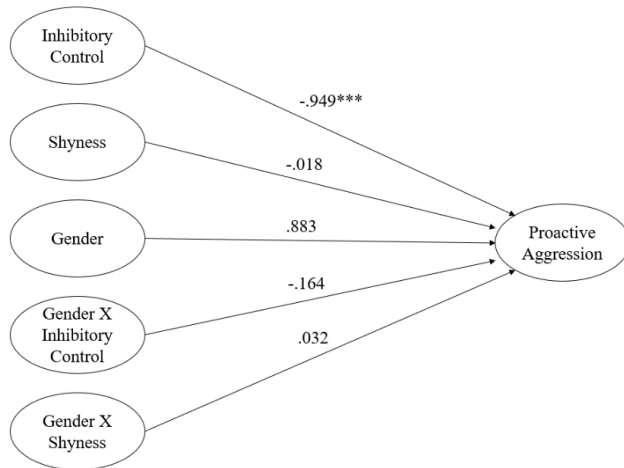 Inhibitory
Control
-.949***
Shyness
-.018
Gender
.883
Proactive
Aggression
Gender X
Inhibitory
Control
-.164
.032
Gender X
Shyness